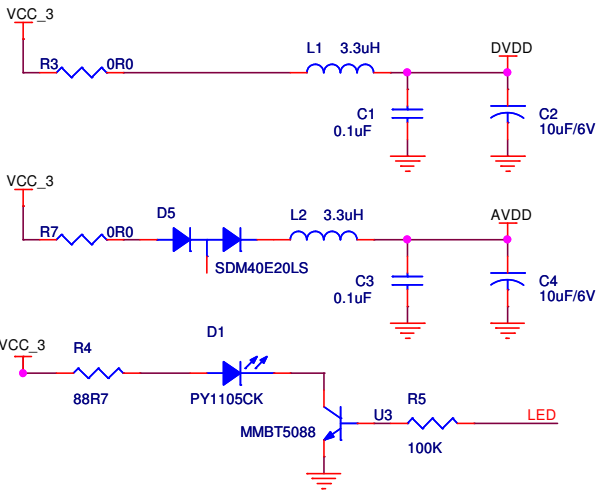 VCC_3
L1 3.3uH
DVDD
R3 0R0
C1
0.1uF
C2
10uF/6V
VCC_3
D5
L2 3.3uH
AVDD
R7 0R0
SDM40E20LS
C3
0.1uF
C4
10uF/6V
VCC_3
R4
D1
88R7
PY1105CK
R5
LED
U3
MMBT5088
100K